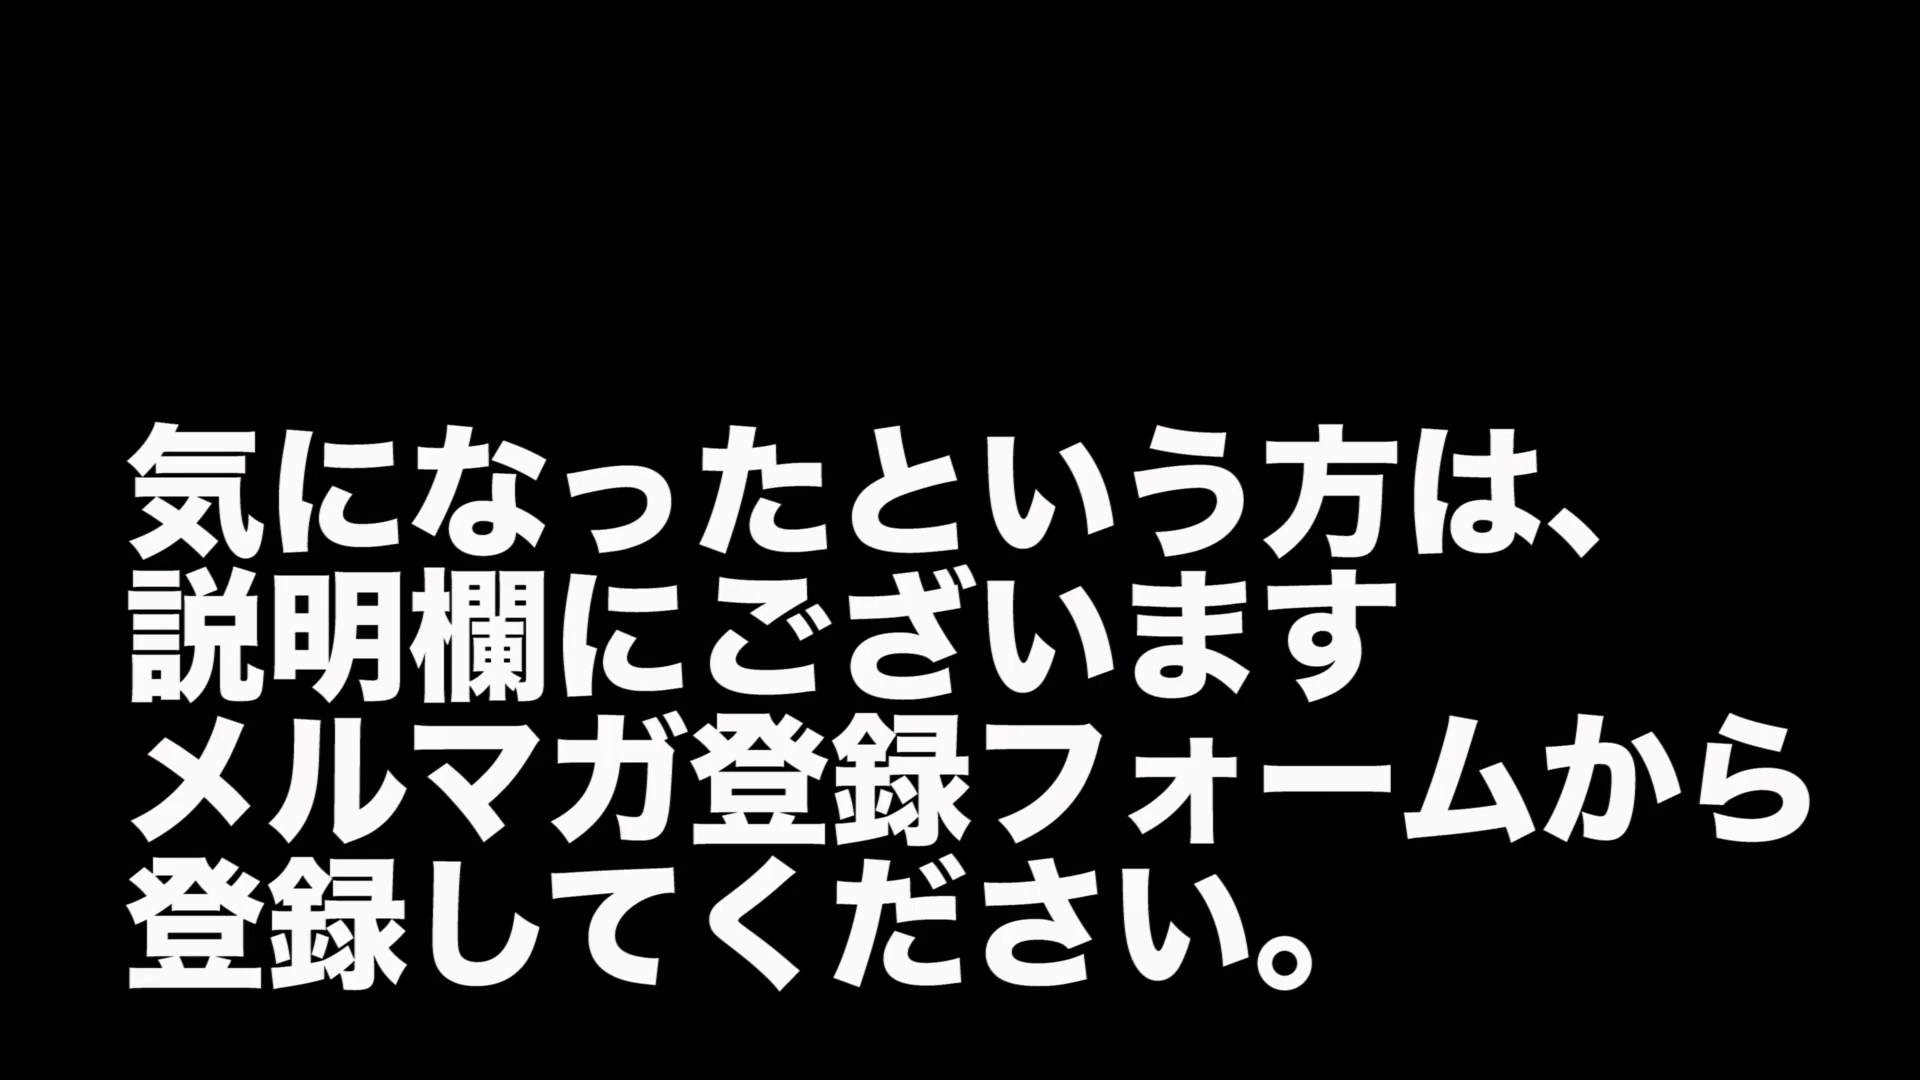 気になったという方は、
説明欄にございます
メルマガ登録フォームから
登録してください。